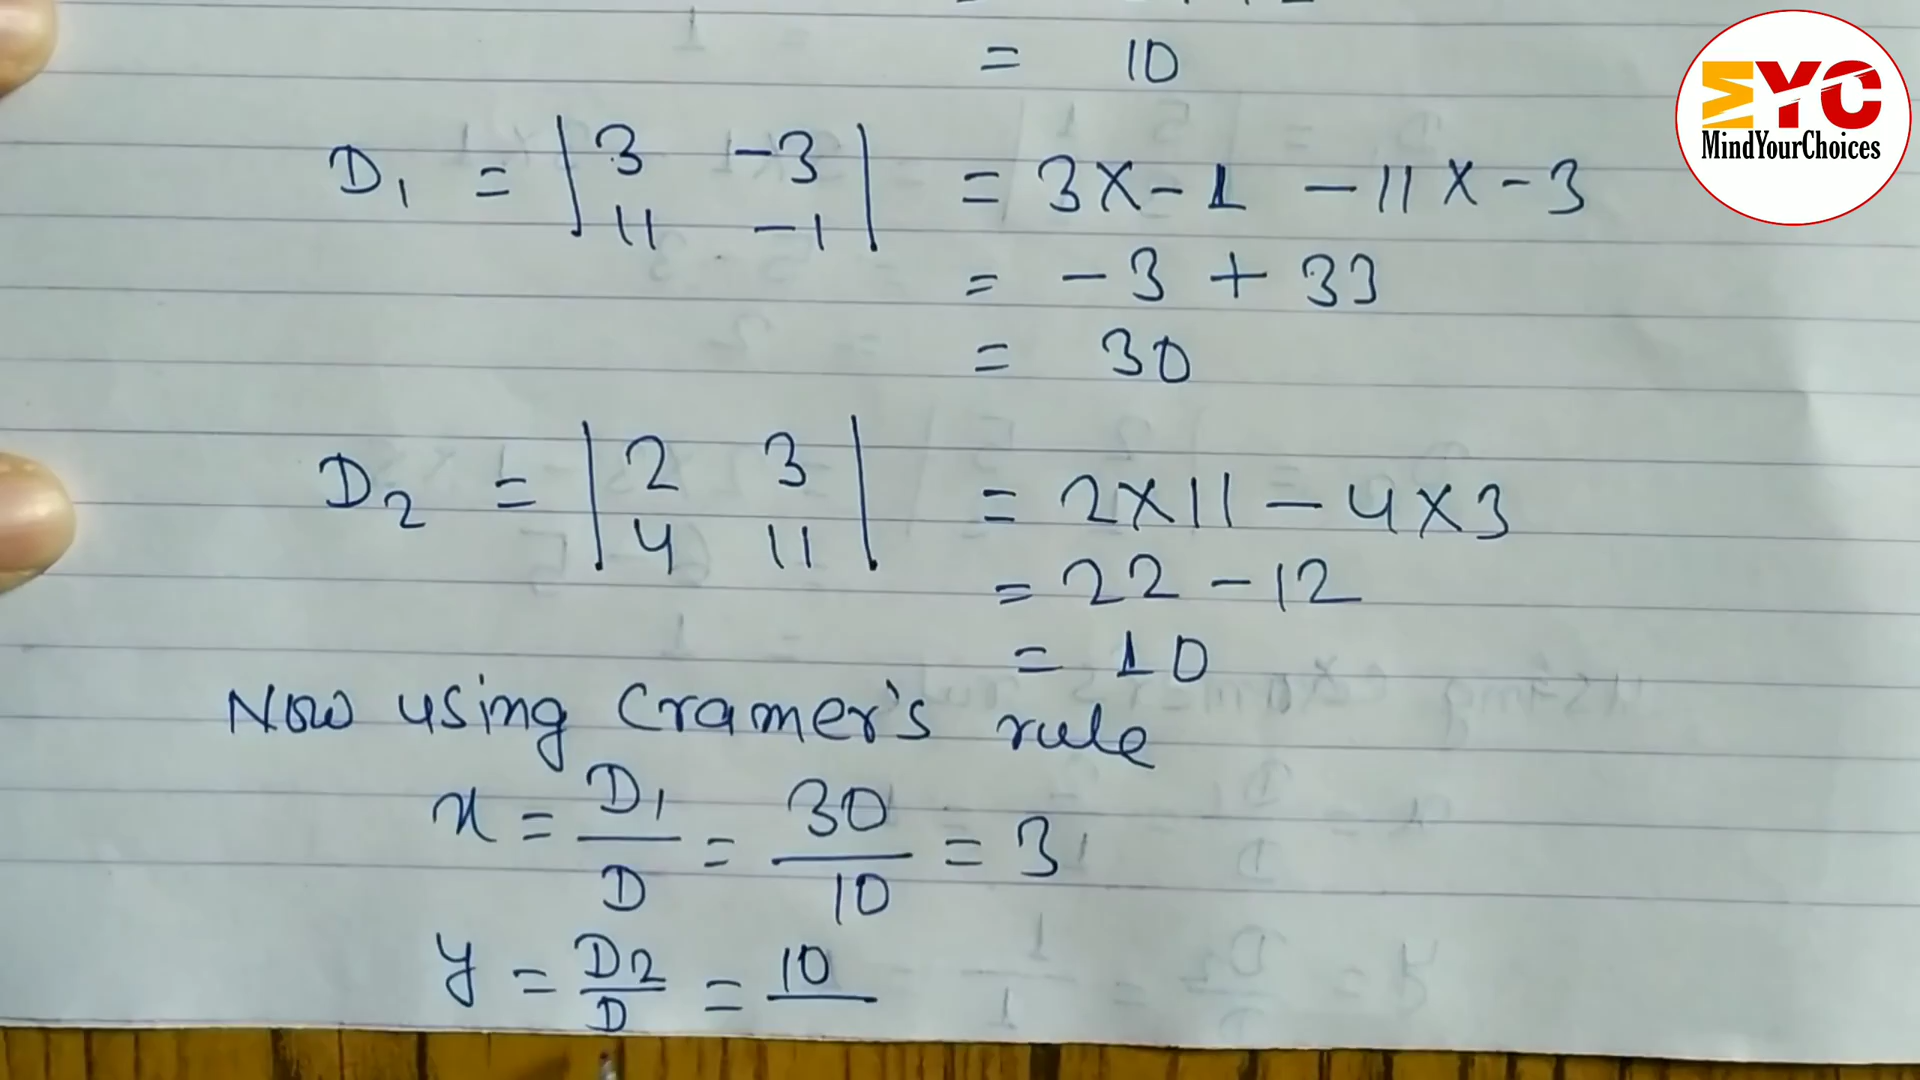 = 10
D1 = | 3 -3 | = 3 X - 1 - 11 X - 3
| 11 -1 |
= - 3 + 33
= 30
D2 = | 2 3 | = 2 X 11 - 4 X 3
| 4 11 |
= 22 - 12
= 10
Now using Cramer's rule
x = D1/D = 30/10 = 3
y = D2/D = 10/
MYC
MindYourChoices